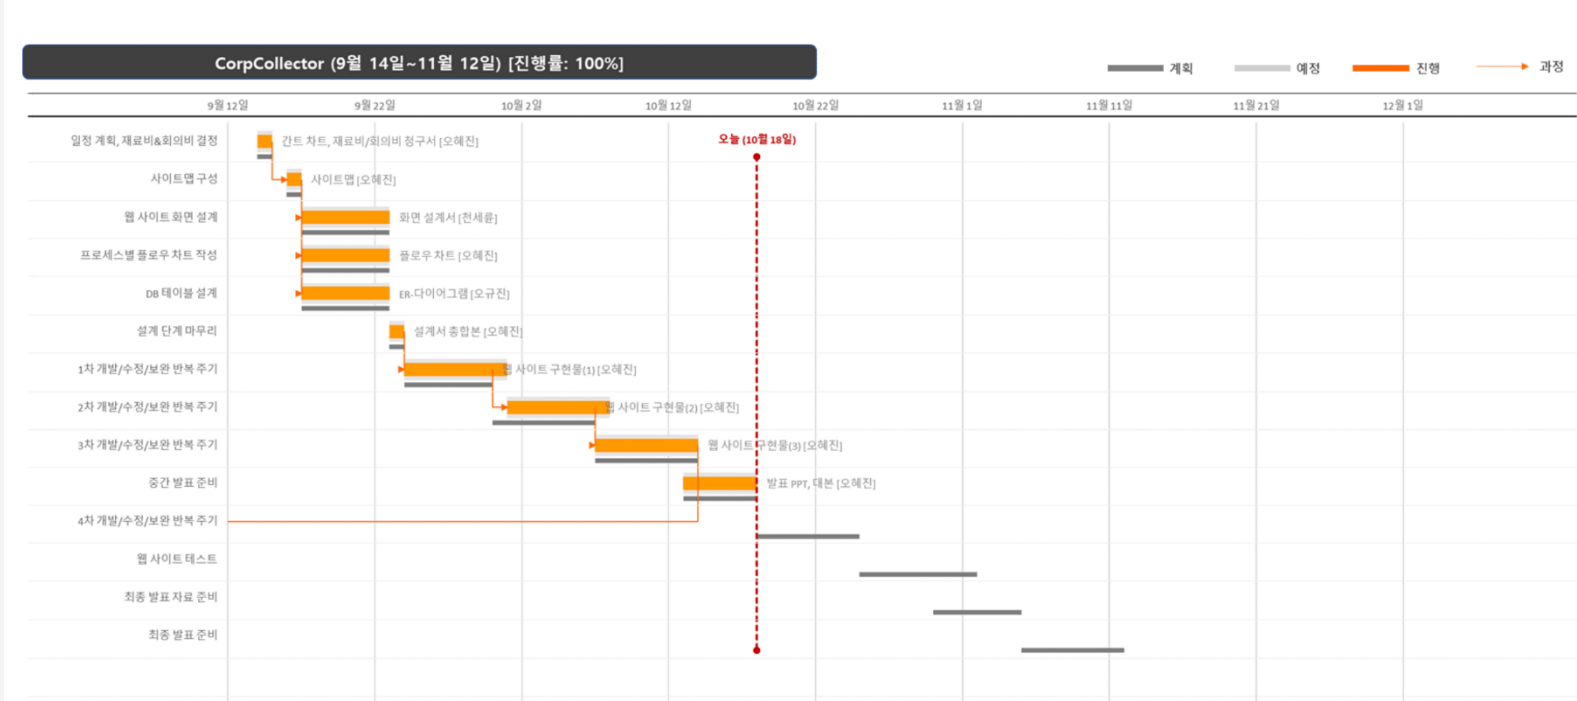 CorpCollector (9월 14일~11월 12일) [진행률: 100%]
계획 예정 진행 과정
9월 12일 9월 22일 10월 2일 10월 12일 10월 22일 11월 1일 11월 11일 11월 21일 12월 1일
오늘 (10월 18일)
일정 계획, 재료비&회의비 결정 간트 차트, 재료비/회의비 청구서 [오혜진]
사이트맵 구성 사이트맵 [오혜진]
웹 사이트 화면 설계 화면 설계서 [천세륜]
프로세스별 플로우 차트 작성 플로우 차트 [오혜진]
DB 테이블 설계 ER-다이어그램 [오규진]
설계 단계 마무리 설계서 총합본 [오혜진]
1차 개발/수정/보완 반복 주기 웹 사이트 구현물(1) [오혜진]
2차 개발/수정/보완 반복 주기 웹 사이트 구현물(2) [오혜진]
3차 개발/수정/보완 반복 주기 웹 사이트 구현물(3) [오혜진]
중간 발표 준비 발표 PPT, 대본 [오혜진]
4차 개발/수정/보완 반복 주기
웹 사이트 테스트
최종 발표 자료 준비
최종 발표 준비